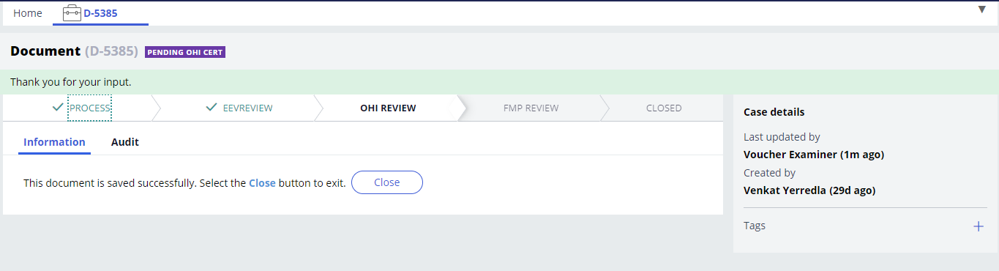 Home D-5385
Document (D-5385) PENDING OHI CERT
Thank you for your input.
PROCESS EEVREVIEW OHI REVIEW FMP REVIEW CLOSED
Information Audit
This document is saved successfully. Select the Close button to exit. Close
Case details
Last updated by
Voucher Examiner (1m ago)
Created by
Venkat Yerredla (29d ago)
Tags